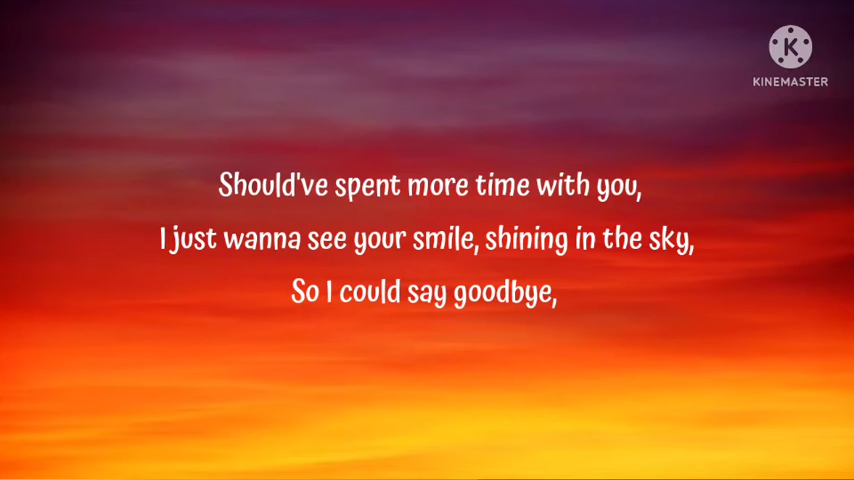 KINEMASTER
Should've spent more time with you,
I just wanna see your smile, shining in the sky,
So I could say goodbye,